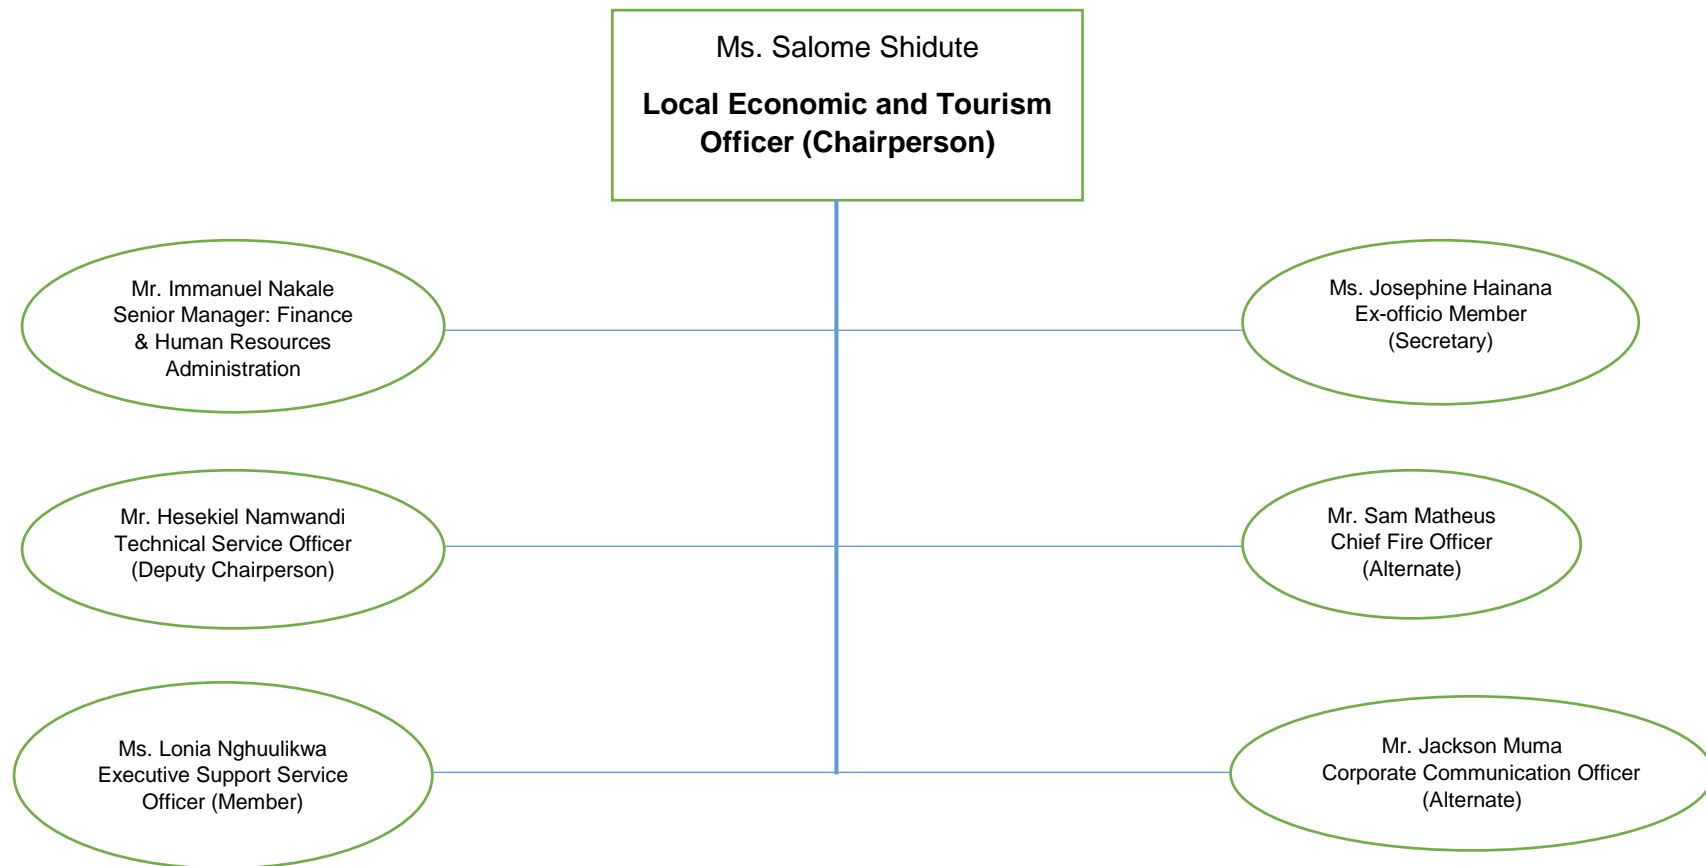 Ms. Salome Shidute
Local Economic and Tourism
Officer (Chairperson)
Mr. Immanuel Nakale
Senior Manager: Finance
& Human Resources
Administration
Ms. Josephine Hainana
Ex-officio Member
(Secretary)
Mr. Hesekiel Namwandi
Technical Service Officer
(Deputy Chairperson)
Mr. Sam Matheus
Chief Fire Officer
(Alternate)
Ms. Lonia Nghuulikwa
Executive Support Service
Officer (Member)
Mr. Jackson Muma
Corporate Communication Officer
(Alternate)